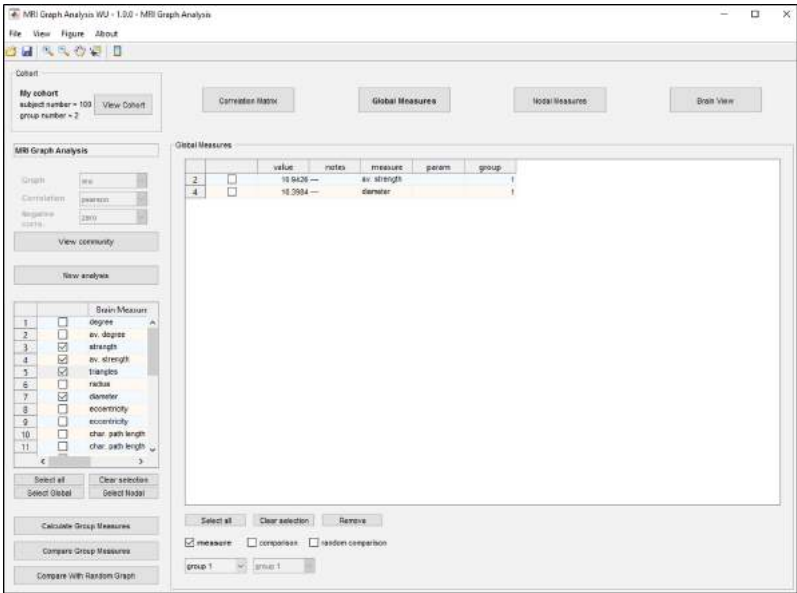 MRI Graph Analysis WU - 1.0.0 - MRI Graph Analysis
File View Figure About
Cohort
My cohort
subject number = 100
group number = 2
View Cohort
Correlation Matrix
Global Measures
Nodal Measures
Brain View
MRI Graph Analysis
Graph wu
Correlation pearson
Negative corrs. zero
View community
New analysis
Brain Measure
1 degree
2 av. degree
3 strength
4 av. strength
5 triangles
6 radius
7 diameter
8 eccentricity
9 eccentricity
10 char. path length
11 char. path length
Select all Clear selection
Select Global Select Nodal
Calculate Group Measures
Compare Group Measures
Compare With Random Graph
Global Measures
value notes measure param group
2 --- av. strength 1
4 --- diameter 1
Select all Clear selection Remove
measure comparison random comparison
group 1 group 1